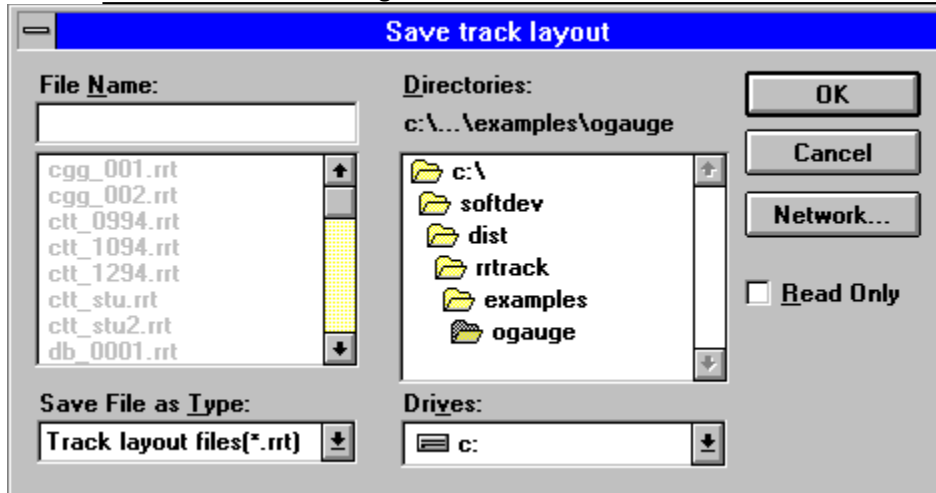 Save track layout
File Name:
cgg_001.rrt
cgg_002.rrt
ctt_0994.rrt
ctt_1094.rrt
ctt_1294.rrt
ctt_stu.rrt
ctt_stu2.rrt
db_0001.rrt
Save File as Type:
Track layout files(*.rrt)
Directories:
c:\...\examples\ogauge
c:\
softdev
dist
rrtrack
examples
ogauge
Drives:
c:
OK
Cancel
Network...
Read Only